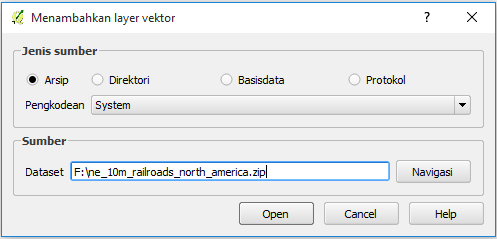 Menambahkan layer vektor
Jenis sumber
Arsip Direktori Basisdata Protokol
Pengkodean System
Sumber
Dataset F:\ne_10m_railroads_north_america.zip Navigasi
Open Cancel Help